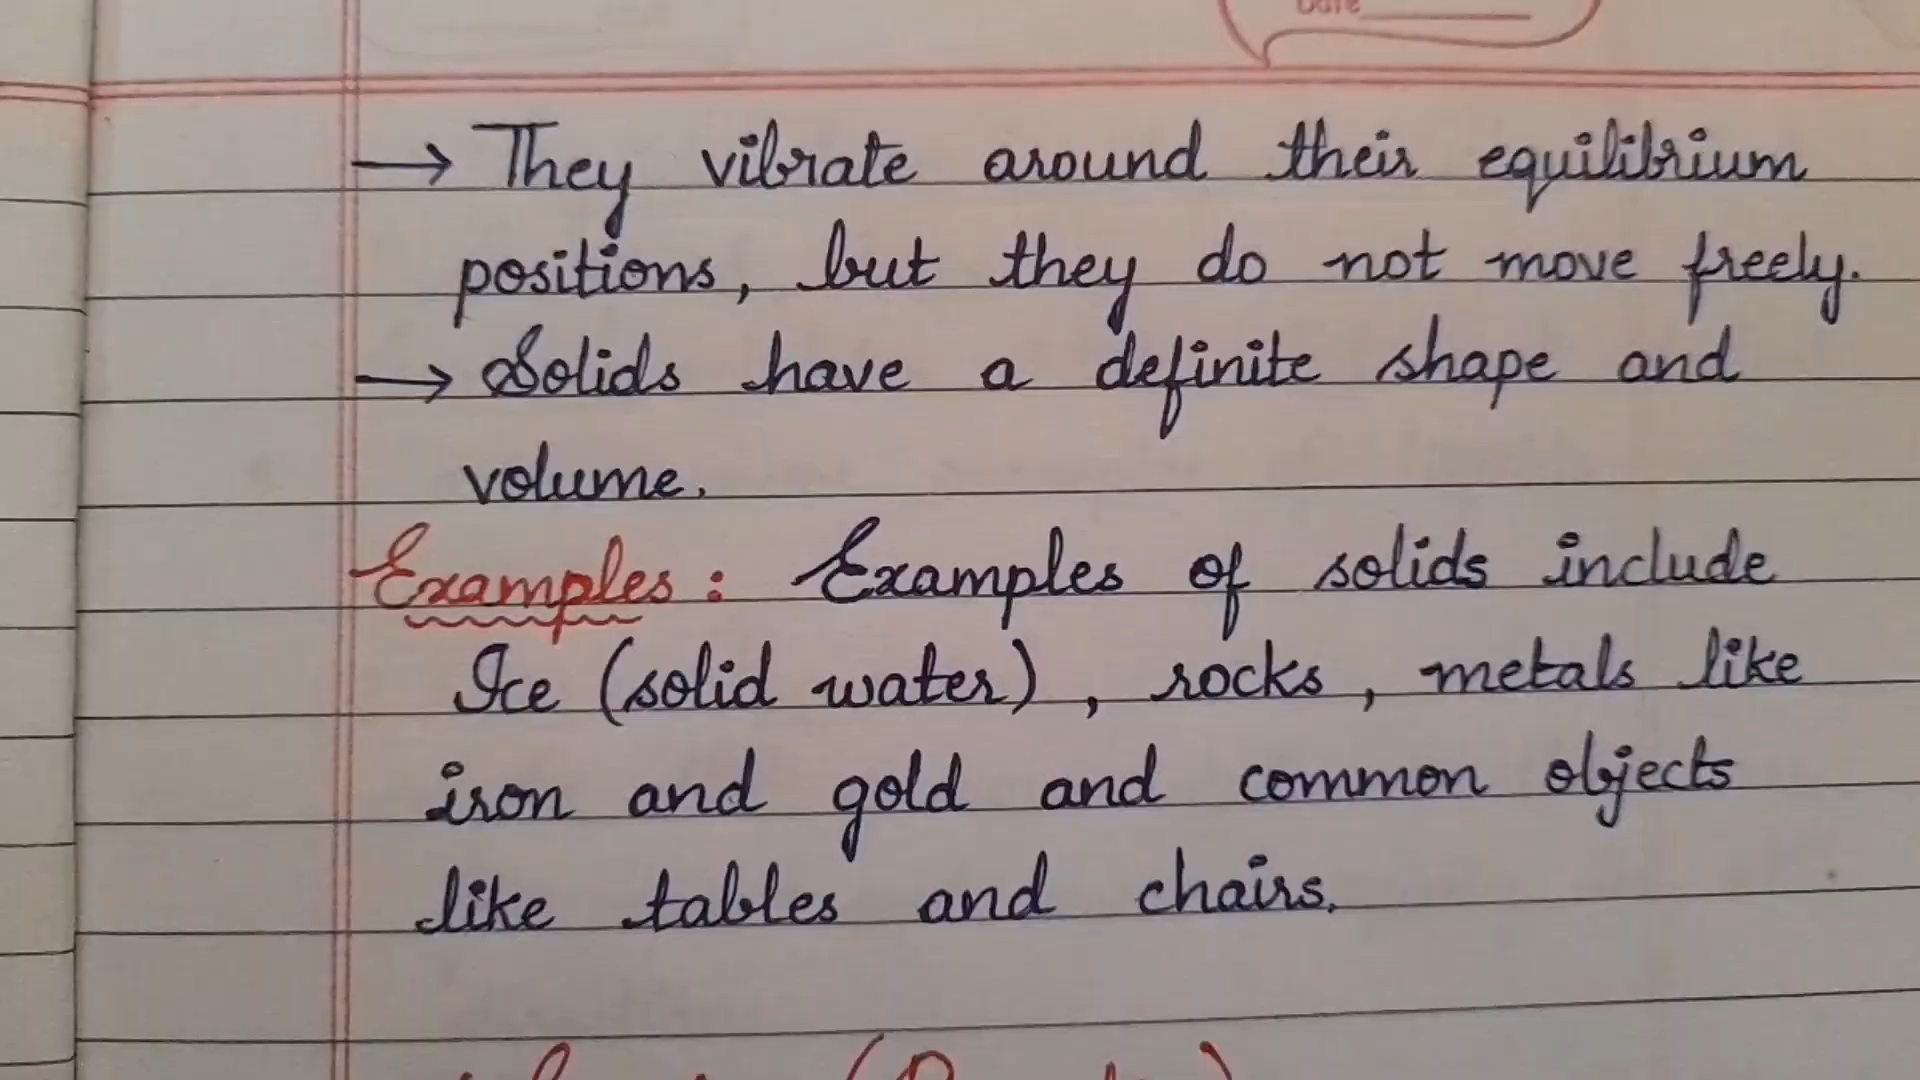 Date
→ They vibrate around their equilibrium
positions, but they do not move freely.
→ Solids have a definite shape and
volume.
Examples: Examples of solids include
Ice (solid water), rocks, metals like
iron and gold and common objects
like tables and chairs.